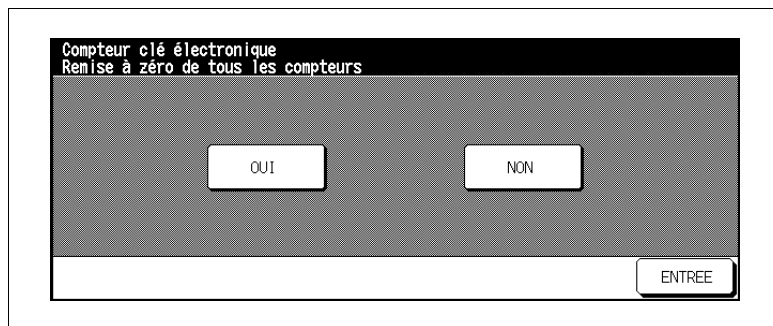 Compteur clé électronique
Remise à zéro de tous les compteurs
OUI NON
ENTREE